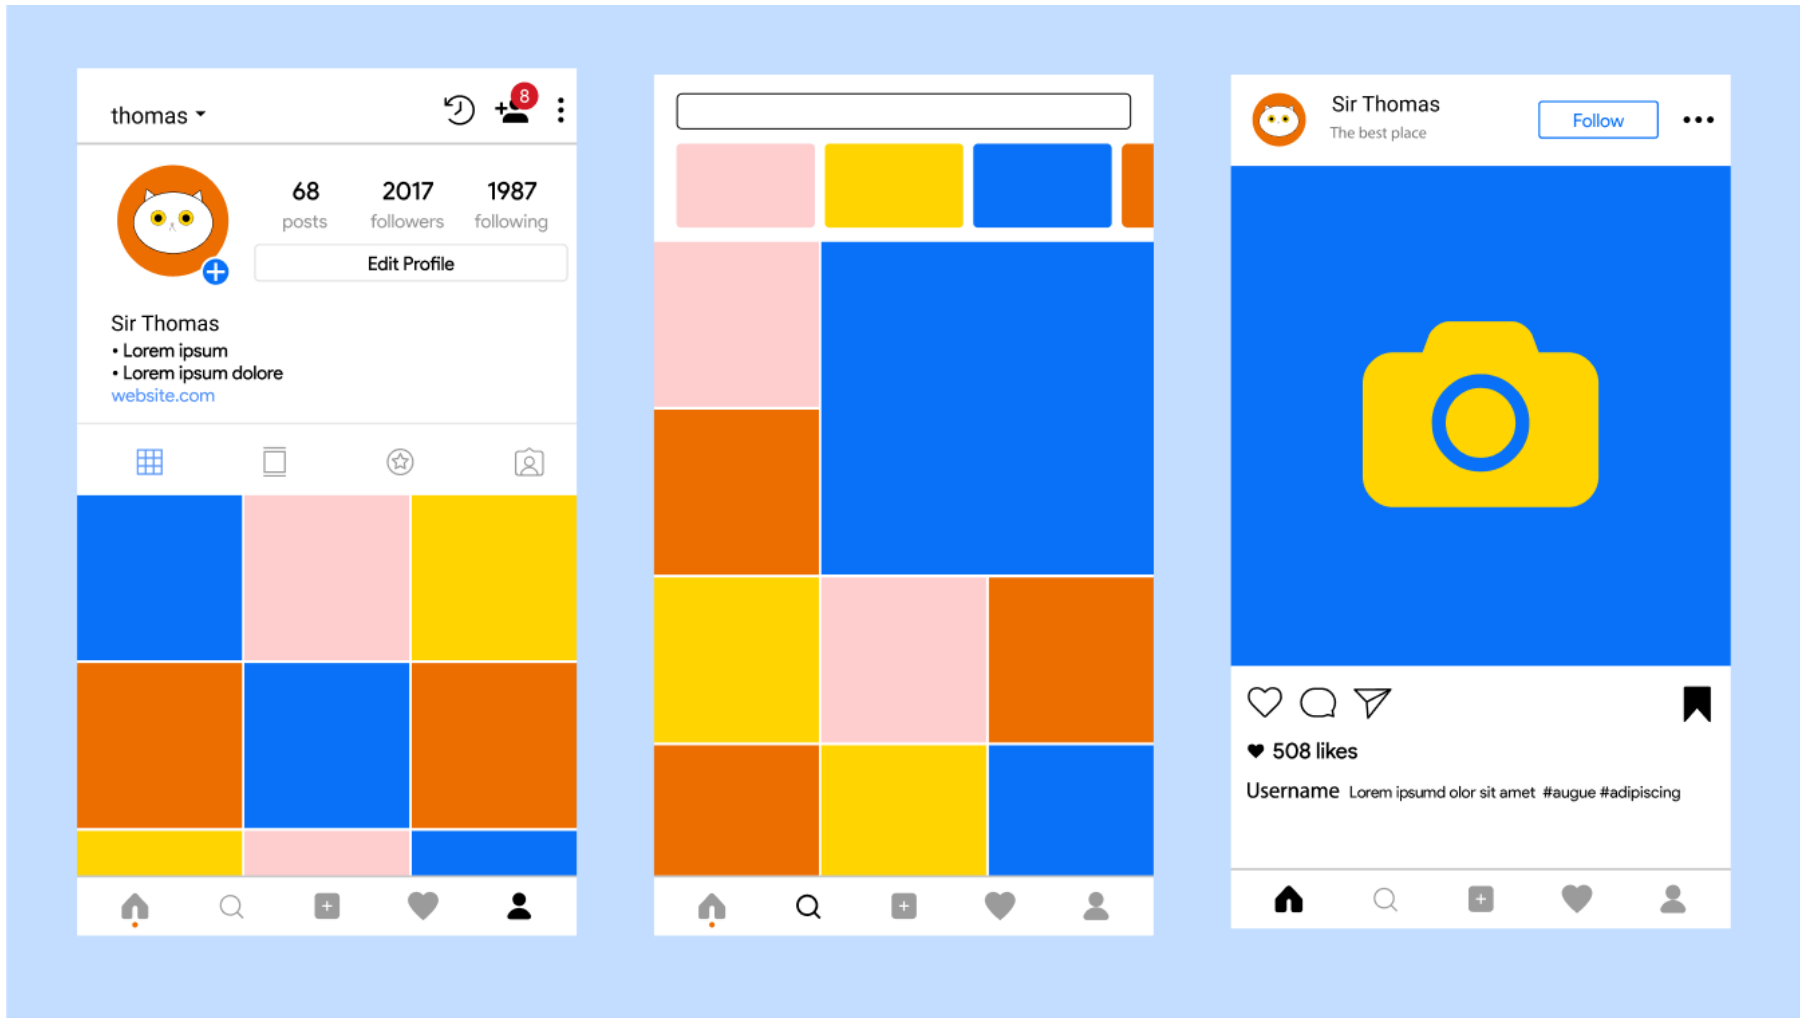 thomas
8
68 2017 1987
posts followers following
Edit Profile
Sir Thomas
• Lorem ipsum
• Lorem ipsum dolore
website.com
Sir Thomas
The best place
Follow
508 likes
Username Lorem ipsumd olor sit amet #augue #adipiscing